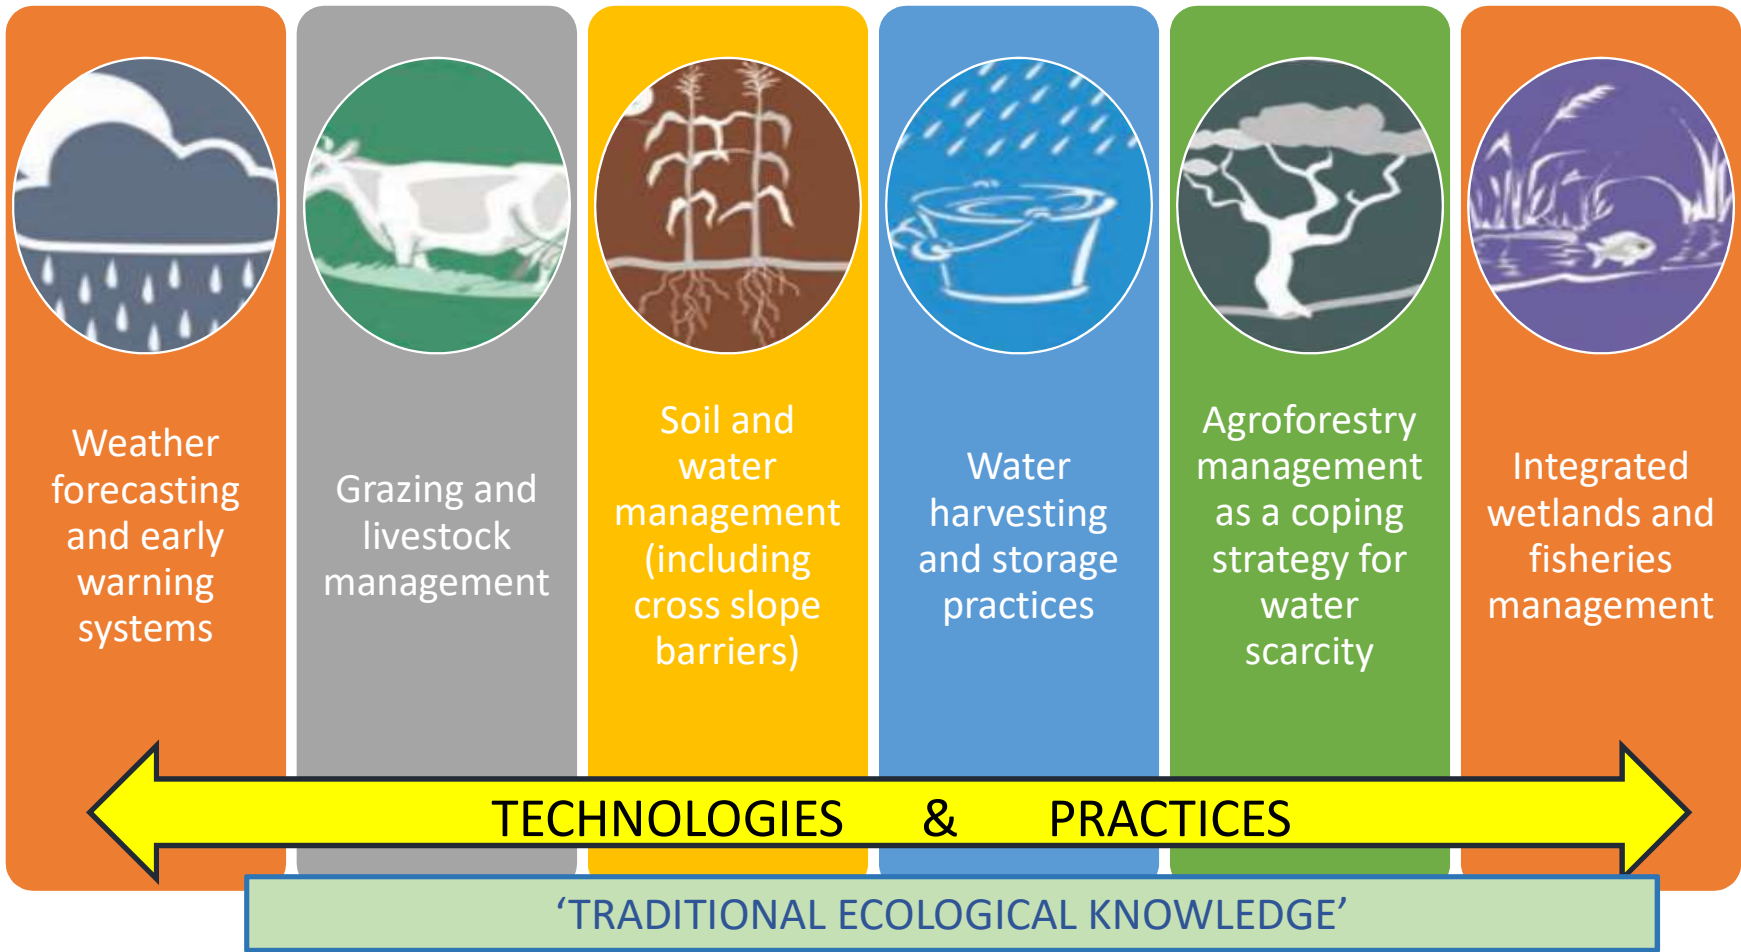 Weather
forecasting
and early
warning
systems
Grazing and
livestock
management
Soil and
water
management
(including
cross slope
barriers)
Water
harvesting
and storage
practices
Agroforestry
management
as a coping
strategy for
water
scarcity
Integrated
wetlands and
fisheries
management
TECHNOLOGIES & PRACTICES
‘TRADITIONAL ECOLOGICAL KNOWLEDGE’